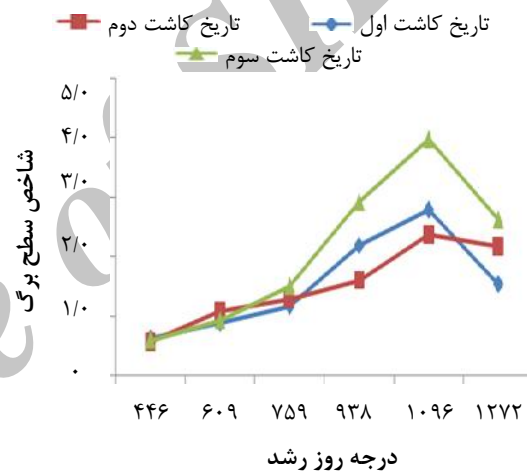 تاریخ کاشت اول تاریخ کاشت دوم
تاریخ کاشت سوم
شاخص سطح برگ
۵/۰
۴/۰
۳/۰
۲/۰
۱/۰
۰
۴۴۶ ۶۰۹ ۷۵۹ ۹۳۸ ۱۰۹۶ ۱۲۷۲
درجه روز رشد